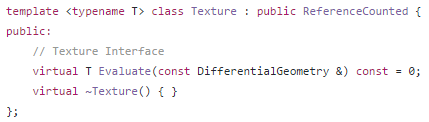 template <typename T> class Texture : public ReferenceCounted {
public:
    // Texture Interface
    virtual T Evaluate(const DifferentialGeometry &) const = 0;
    virtual ~Texture() { }
};